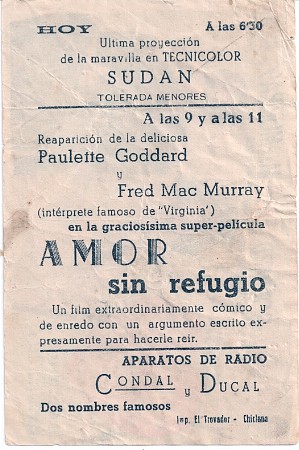 HOY A las 6'30
Ultima proyección
de la maravilla en TECNICOLOR
SUDAN
TOLERADA MENORES
A las 9 y a las 11
Reaparición de la deliciosa
Paulette Goddard
y
Fred Mac Murray
(intérprete famoso de "Virginia")
en la graciosísima super-película
AMOR
sin refugio
Un film extraordinariamente cómico y
de enredo con un argumento escrito ex-
presamente para hacerle reir.
APARATOS DE RADIO
CONDAL y DUCAL
Dos nombres famosos
Imp. El Trovador - Chiclana